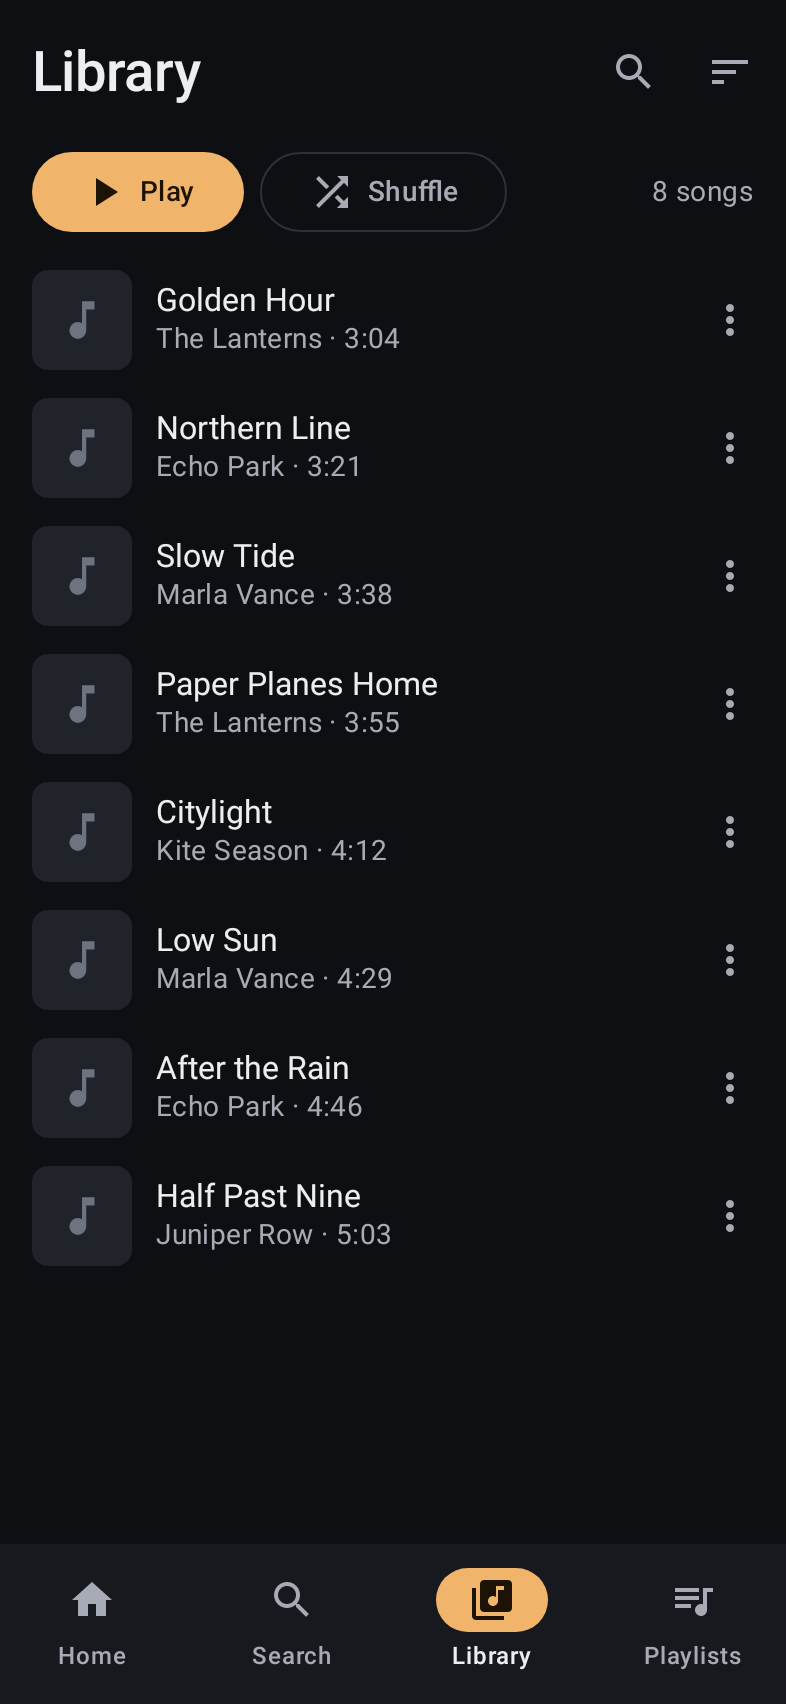 Library
Play
Shuffle
8 songs
Golden Hour
The Lanterns · 3:04
Northern Line
Echo Park · 3:21
Slow Tide
Marla Vance · 3:38
Paper Planes Home
The Lanterns · 3:55
Citylight
Kite Season · 4:12
Low Sun
Marla Vance · 4:29
After the Rain
Echo Park · 4:46
Half Past Nine
Juniper Row · 5:03
Home
Search
Library
Playlists